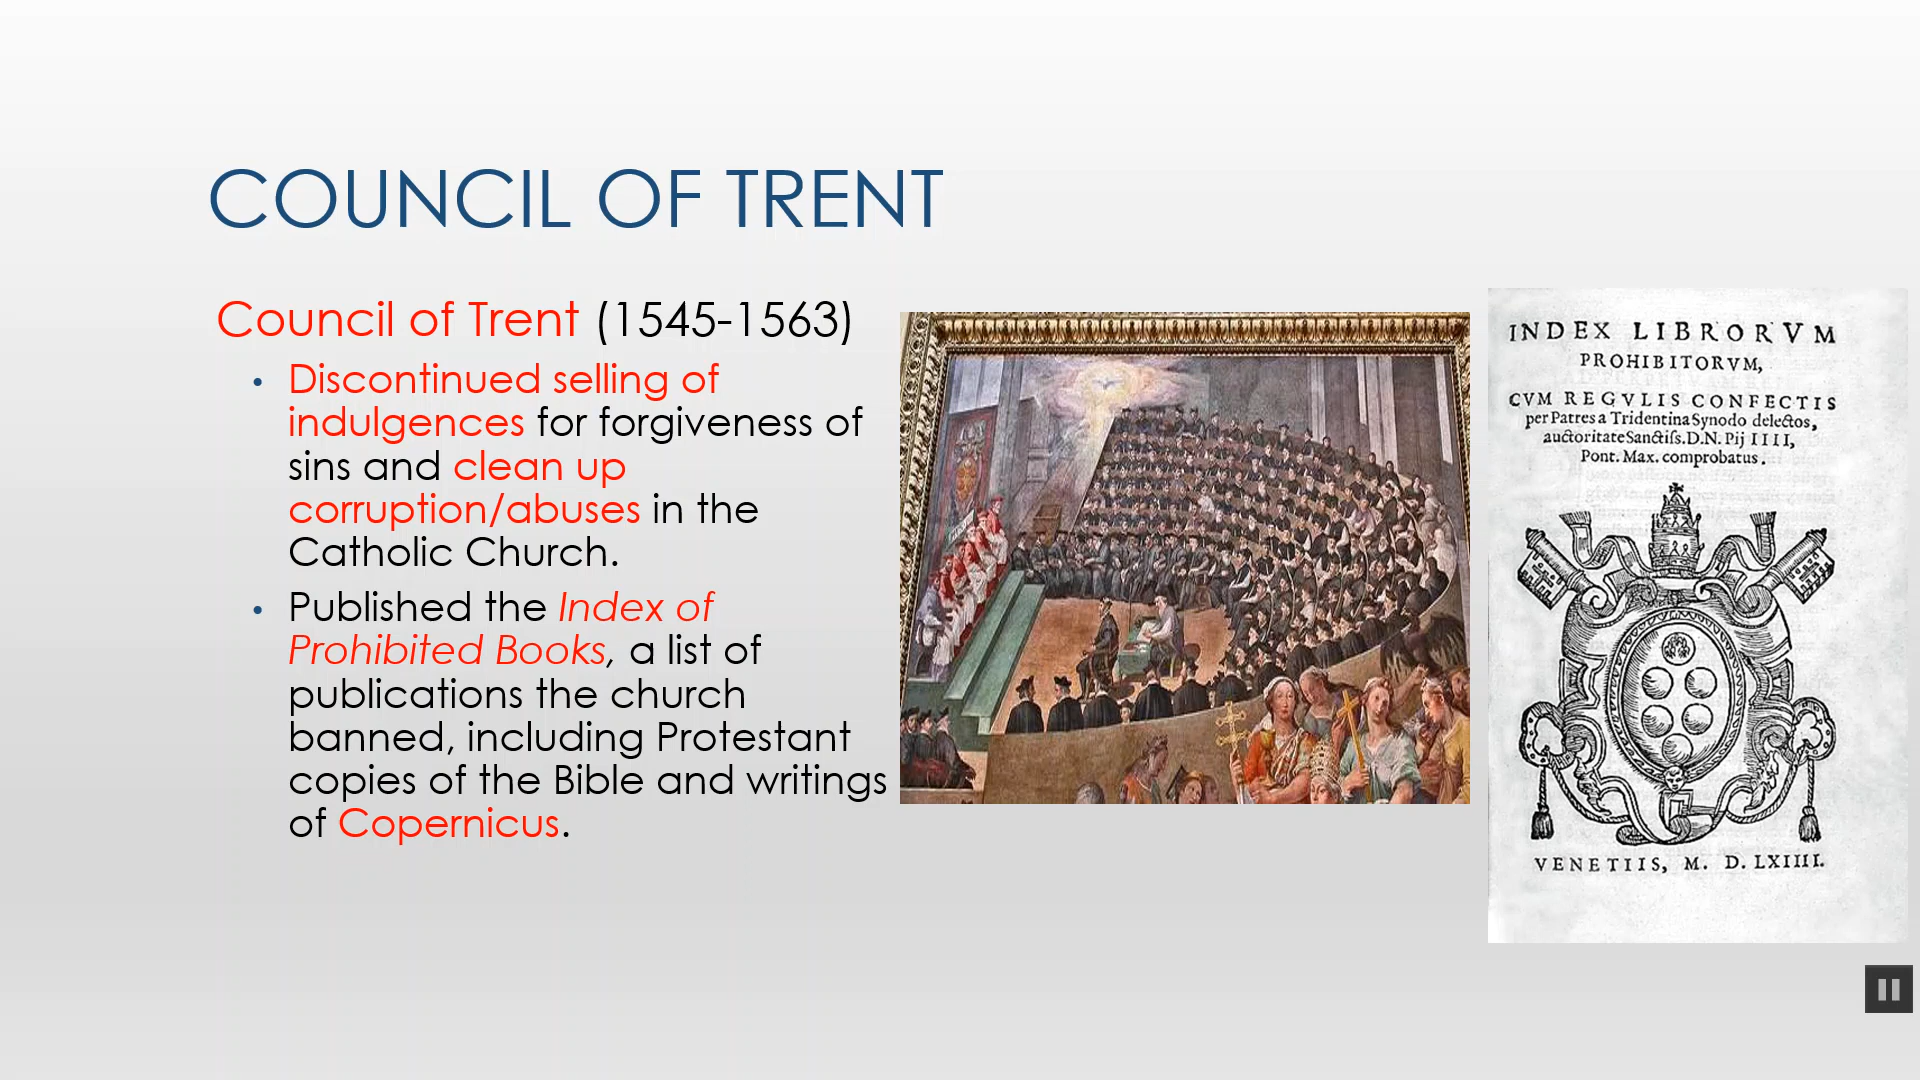 COUNCIL OF TRENT
Council of Trent (1545-1563)
• Discontinued selling of
indulgences for forgiveness of
sins and clean up
corruption/abuses in the
Catholic Church.
• Published the Index of
Prohibited Books, a list of
publications the church
banned, including Protestant
copies of the Bible and writings
of Copernicus.
INDEX LIBRORVM
PROHIBITORVM,
CVM REGVLIS CONFECTIS
per Patres a Tridentina Synodo delectos,
auctoritate Sanctiſs. D. N. Pij IIII,
Pont. Max. comprobatus.
VENETIIS, M. D. LXIIII.